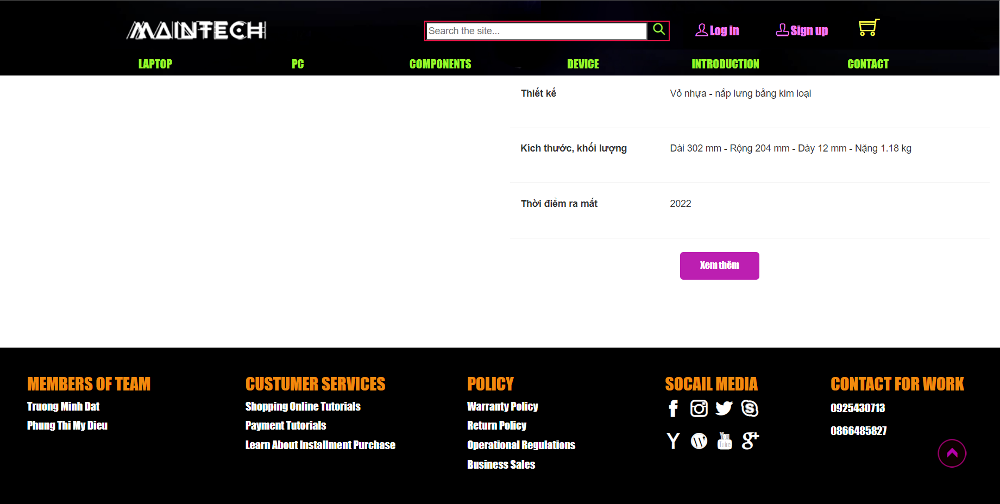 MAINTECH
Search the site...
Log in
Sign up
LAPTOP
PC
COMPONENTS
DEVICE
INTRODUCTION
CONTACT
Thiết kế
Vỏ nhựa - nắp lưng bằng kim loại
Kích thước, khối lượng
Dài 302 mm - Rộng 204 mm - Dày 12 mm - Nặng 1.18 kg
Thời điểm ra mắt
2022
Xem thêm
MEMBERS OF TEAM
Truong Minh Dat
Phung Thi My Dieu
CUSTUMER SERVICES
Shopping Online Tutorials
Payment Tutorials
Learn About Installment Purchase
POLICY
Warranty Policy
Return Policy
Operational Regulations
Business Sales
SOCAIL MEDIA
You
Tube
CONTACT FOR WORK
0925430713
0866485827